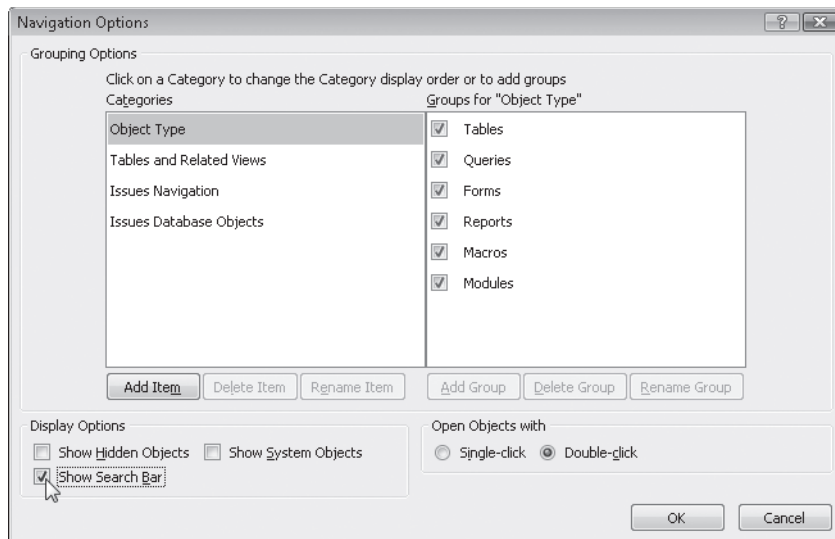 Navigation Options
Grouping Options
Click on a Category to change the Category display order or to add groups
Categories
Groups for "Object Type"
Object Type
Tables and Related Views
Issues Navigation
Issues Database Objects
Tables
Queries
Forms
Reports
Macros
Modules
Add Item Delete Item Rename Item Add Group Delete Group Rename Group
Display Options
Show Hidden Objects Show System Objects
Show Search Bar
Open Objects with
Single-click Double-click
OK Cancel